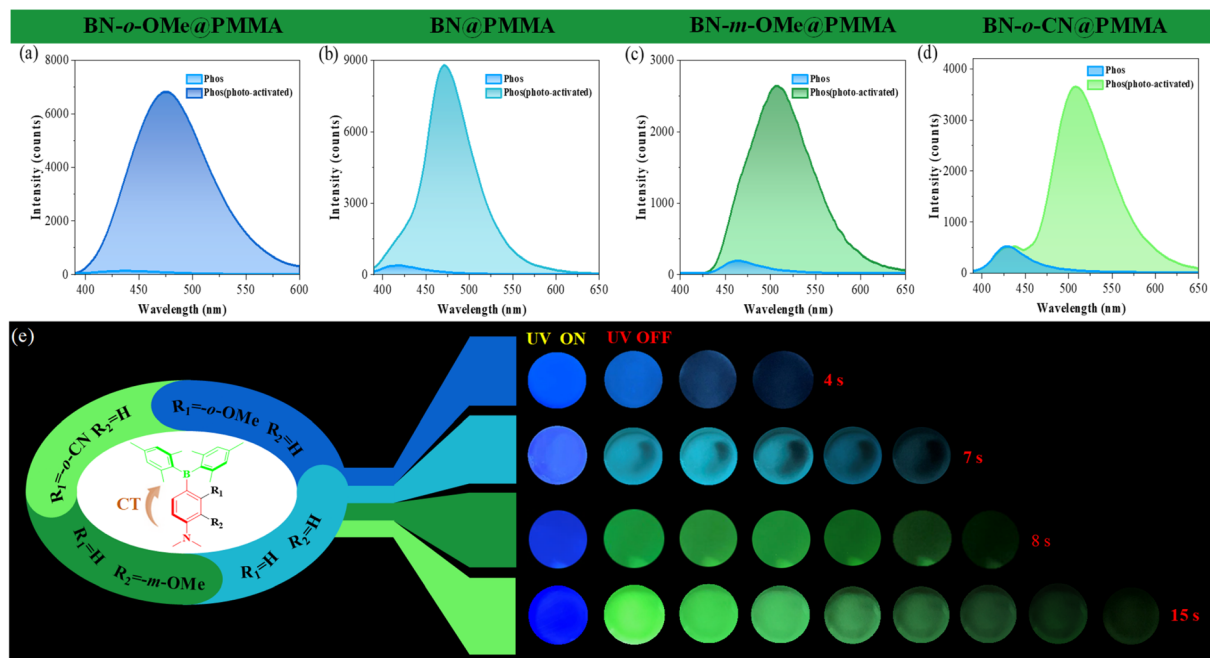 BN-o-OMe@PMMA
BN@PMMA
BN-m-OMe@PMMA
BN-o-CN@PMMA
(a)
8000
6000
4000
2000
0
Intensity (counts)
Phos
Phos(photo-activated)
400
450
500
550
600
Wavelength (nm)
(b)
9000
6000
3000
0
Intensity (counts)
Phos
Phos(photo-activated)
400
450
500
550
600
650
Wavelength (nm)
(c)
3000
2000
1000
0
Intensity (counts)
Phos
Phos(photo-activated)
400
450
500
550
600
650
Wavelength (nm)
(d)
4000
3000
2000
1000
0
Intensity (counts)
Phos
Phos(photo-activated)
400
450
500
550
600
650
Wavelength (nm)
(e)
UV ON
UV OFF
R1=-o-OMe R2=H
R1=-o-CN R2=H
R1=H R2=-m-OMe
R1=H R2=H
B
R1
R2
N
CT
4 s
7 s
8 s
15 s